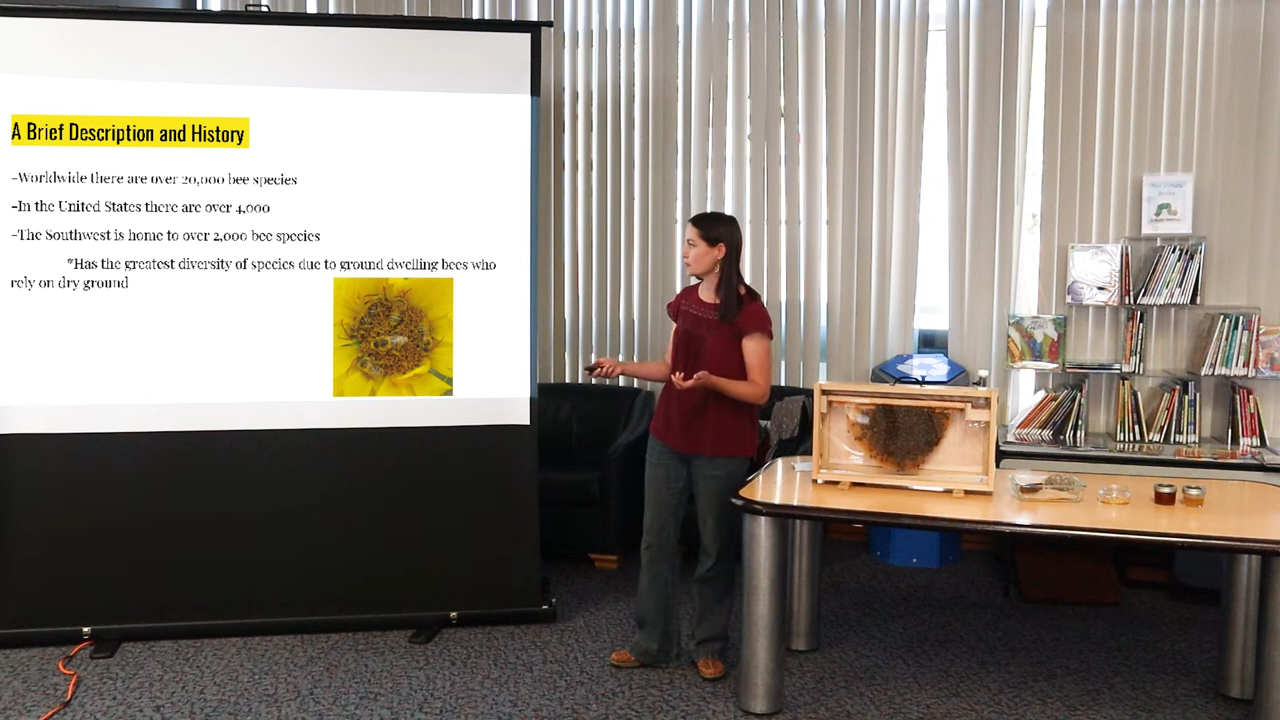 A Brief Description and History
-Worldwide there are over 20,000 bee species
-In the United States there are over 4,000
-The Southwest is home to over 2,000 bee species
*Has the greatest diversity of species due to ground dwelling bees who
rely on dry ground